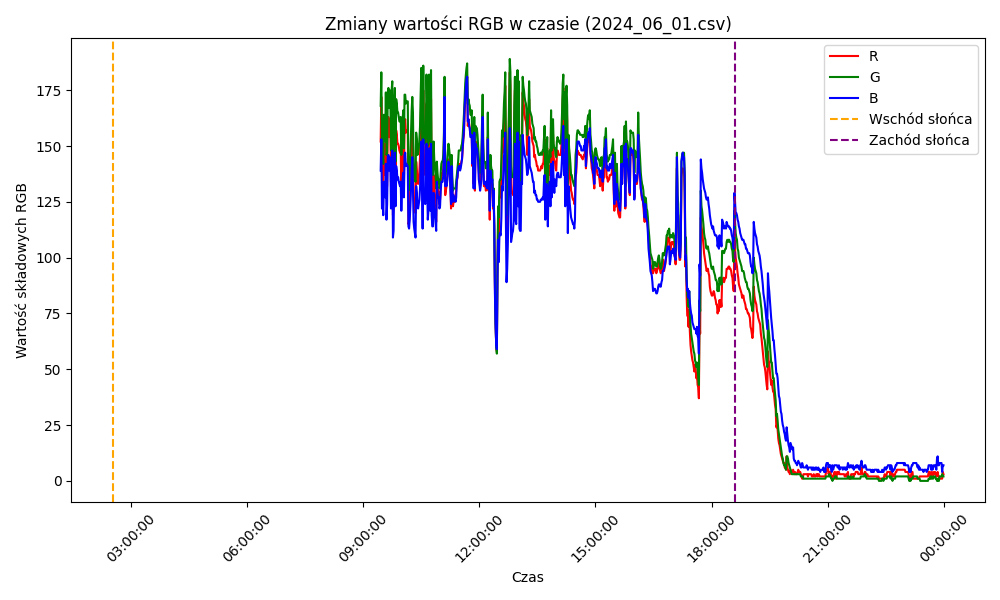 Zmiany wartości RGB w czasie (2024_06_01.csv)
R
G
B
Wschód słońca
Zachód słońca
Wartość składowych RGB
175
150
125
100
75
50
25
0
03:00:00
06:00:00
09:00:00
12:00:00
15:00:00
18:00:00
21:00:00
00:00:00
Czas